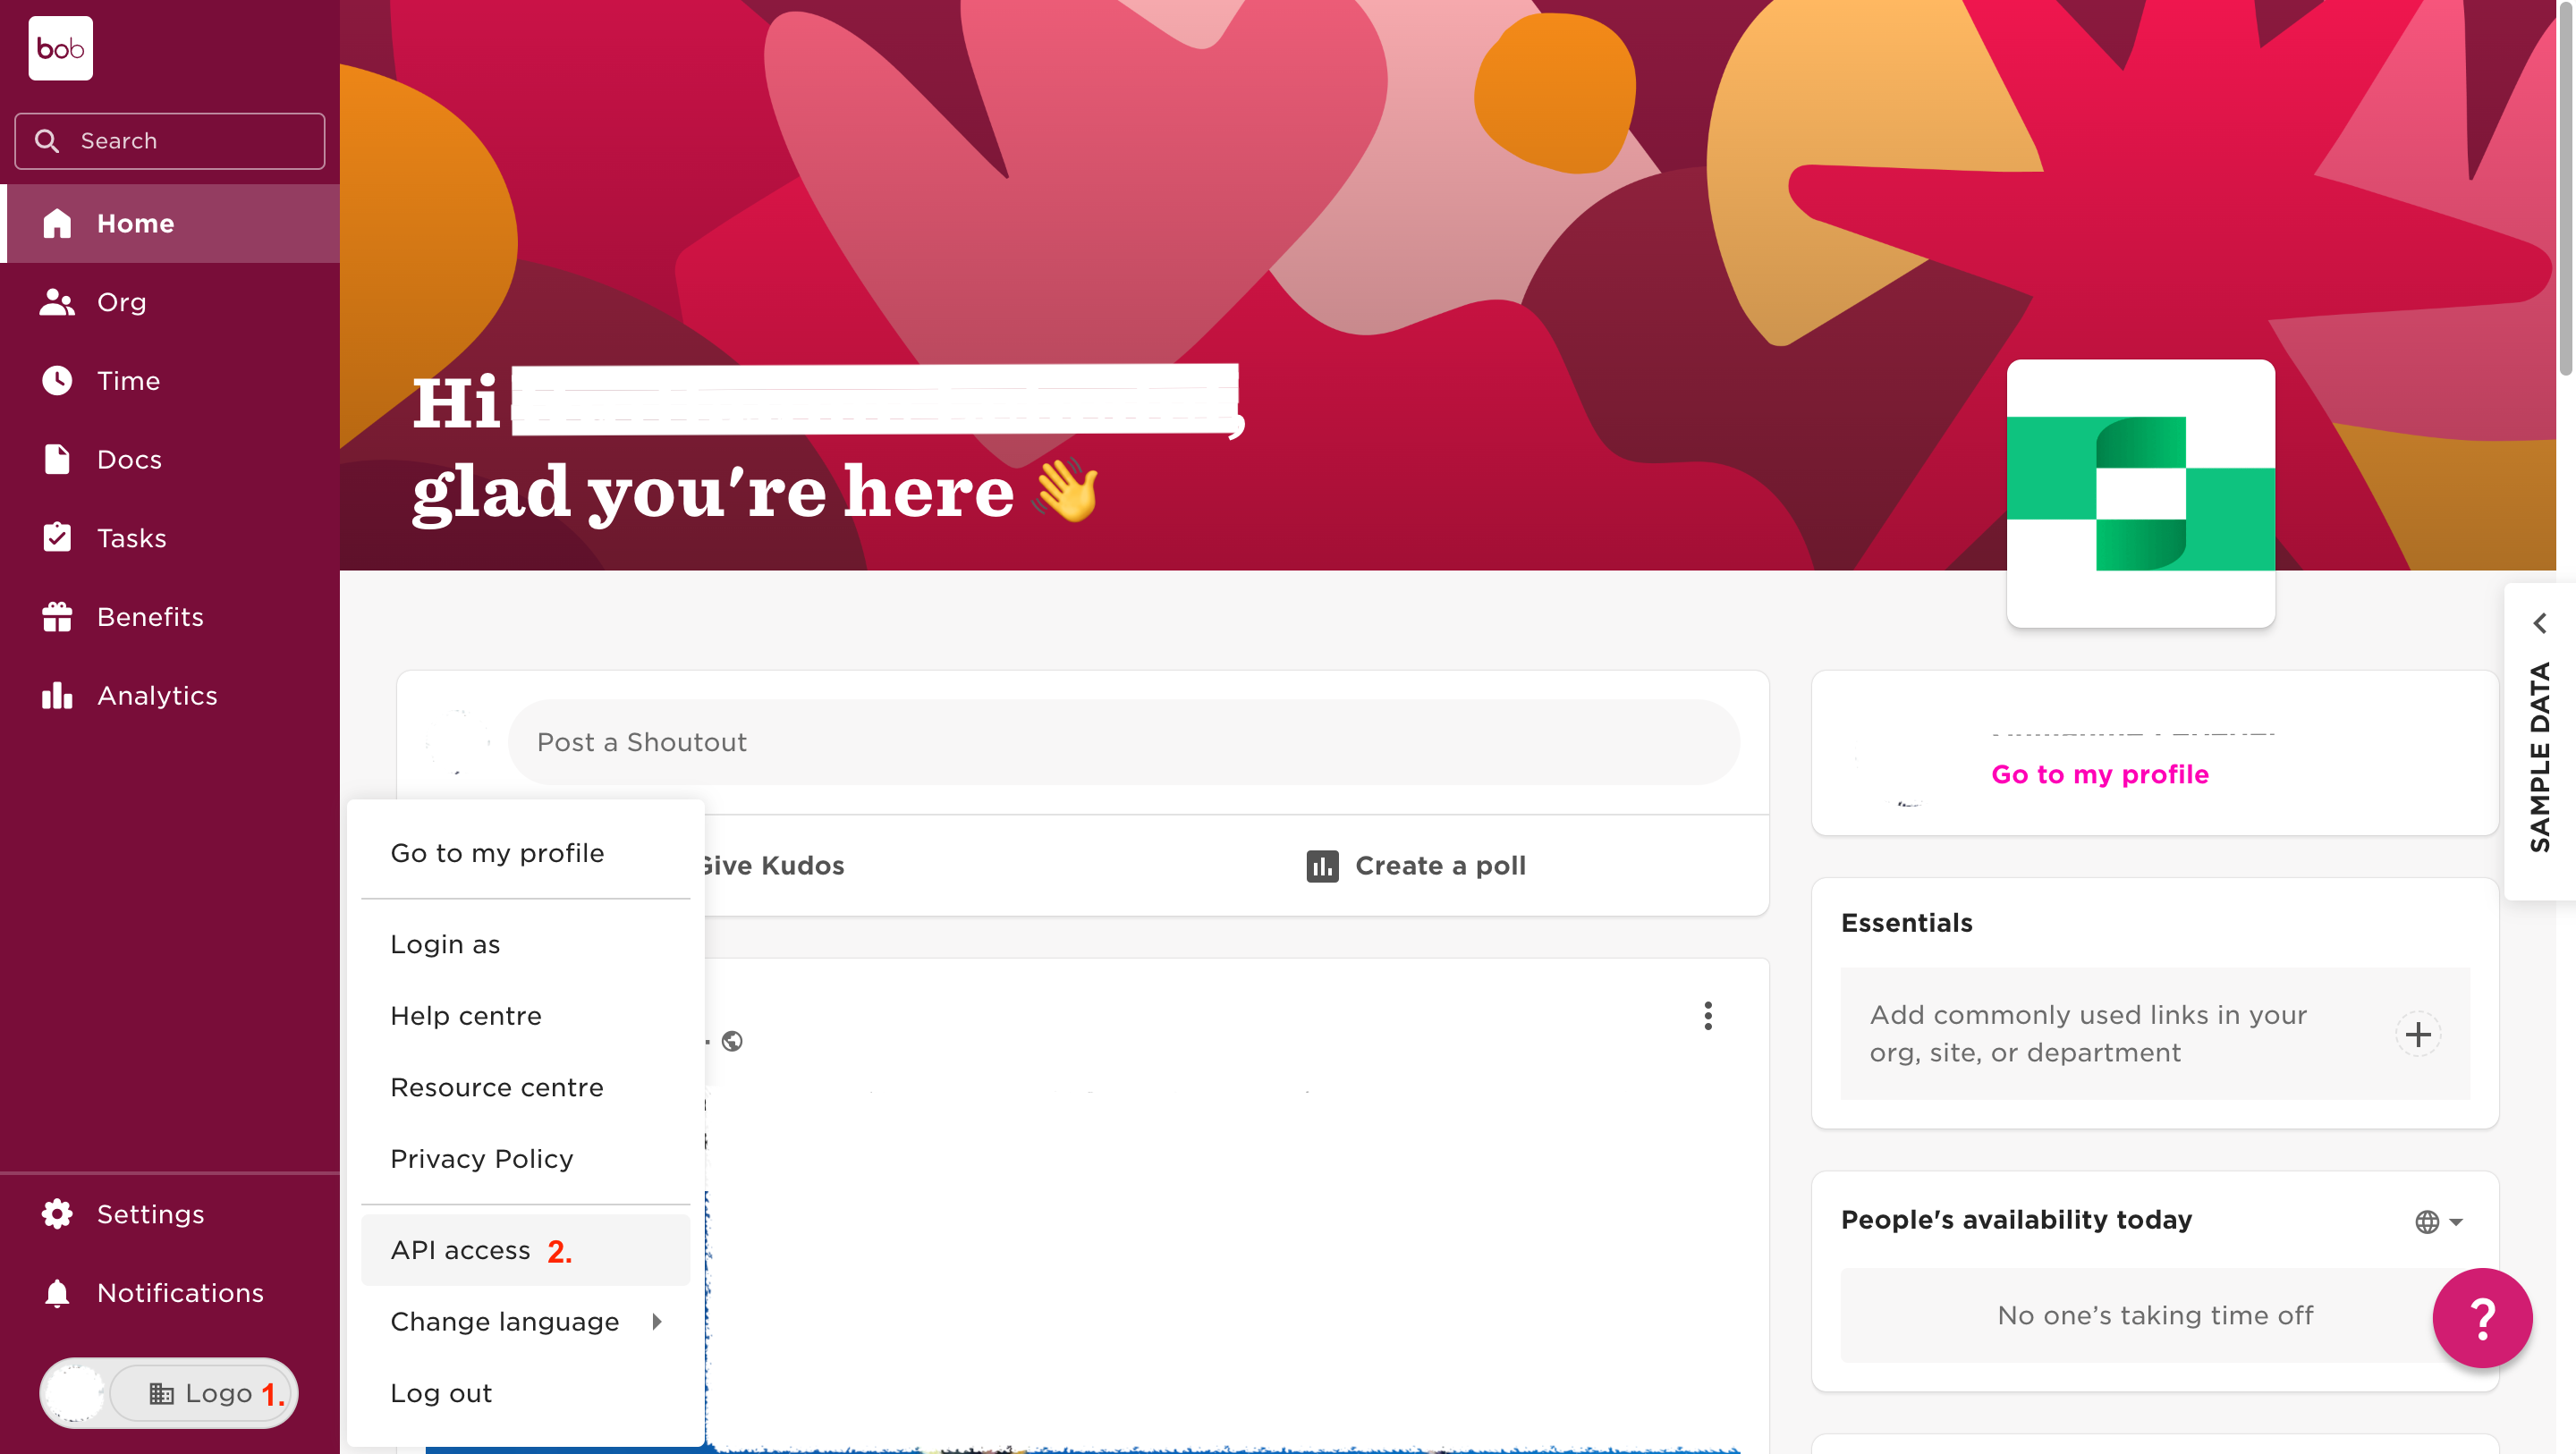 bob
Search
Home
Org
Time
Docs
Tasks
Benefits
Analytics
Settings
Notifications
Logo 1.
Hi ,
glad you're here 👋
Post a Shoutout
Give Kudos
Create a poll
Go to my profile
Login as
Help centre
Resource centre
Privacy Policy
API access 2.
Change language
Log out
Go to my profile
SAMPLE DATA
Essentials
Add commonly used links in your
org, site, or department
People's availability today
No one’s taking time off
?